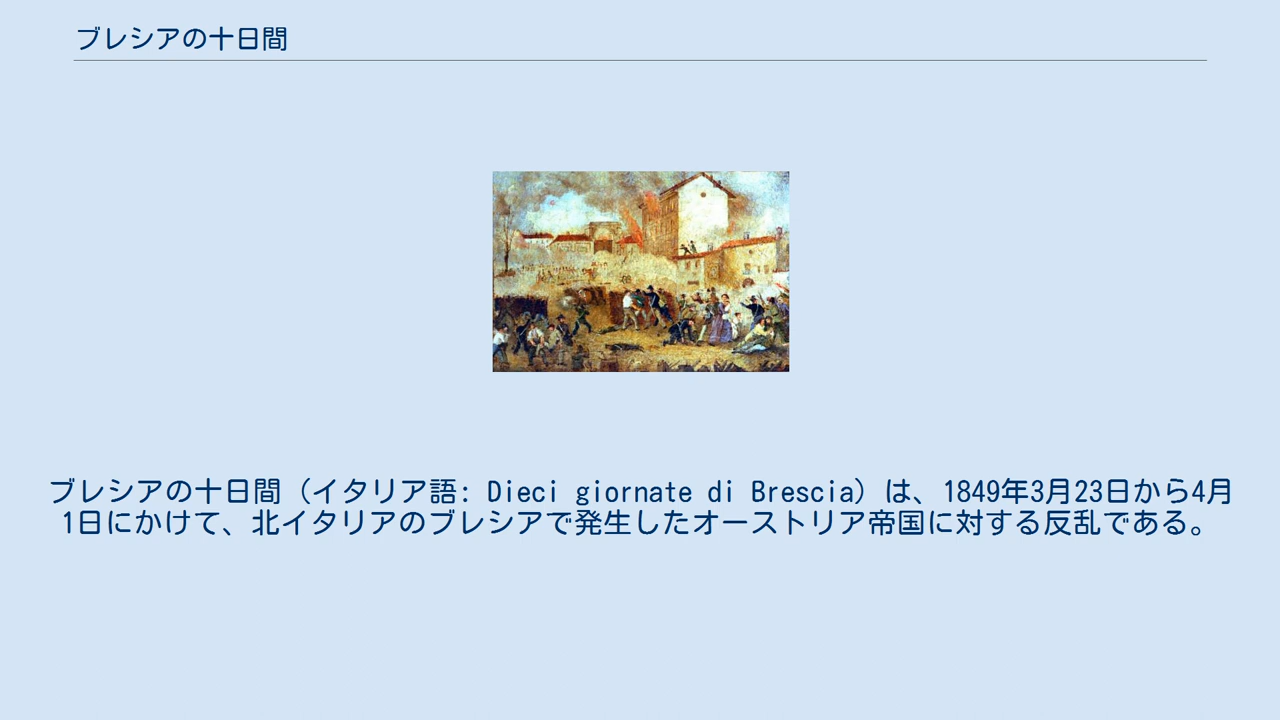 ブレシアの十日間
ブレシアの十日間（イタリア語: Dieci giornate di Brescia）は、1849年3月23日から4月
1日にかけて、北イタリアのブレシアで発生したオーストリア帝国に対する反乱である。